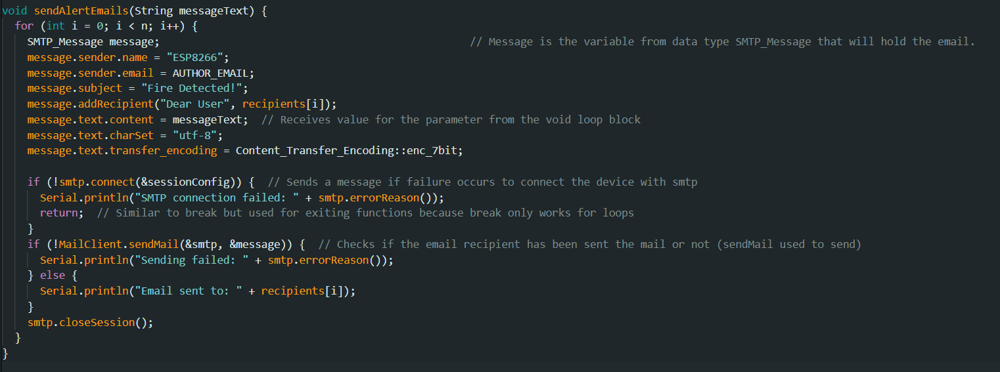 void sendAlertEmails(String messageText) {
  for (int i = 0; i < n; i++) {
    SMTP_Message message;                                                 // Message is the variable from data type SMTP_Message that will hold the email.
    message.sender.name = "ESP8266";
    message.sender.email = AUTHOR_EMAIL;
    message.subject = "Fire Detected!";
    message.addRecipient("Dear User", recipients[i]);
    message.text.content = messageText;  // Receives value for the parameter from the void loop block
    message.text.charSet = "utf-8";
    message.text.transfer_encoding = Content_Transfer_Encoding::enc_7bit;

    if (!smtp.connect(&sessionConfig)) {  // Sends a message if failure occurs to connect the device with smtp
      Serial.println("SMTP connection failed: " + smtp.errorReason());
      return;  // Similar to break but used for exiting functions because break only works for loops
    }
    if (!MailClient.sendMail(&smtp, &message)) {  // Checks if the email recipient has been sent the mail or not (sendMail used to send)
      Serial.println("Sending failed: " + smtp.errorReason());
    } else {
      Serial.println("Email sent to: " + recipients[i]);
    }
    smtp.closeSession();
  }
}